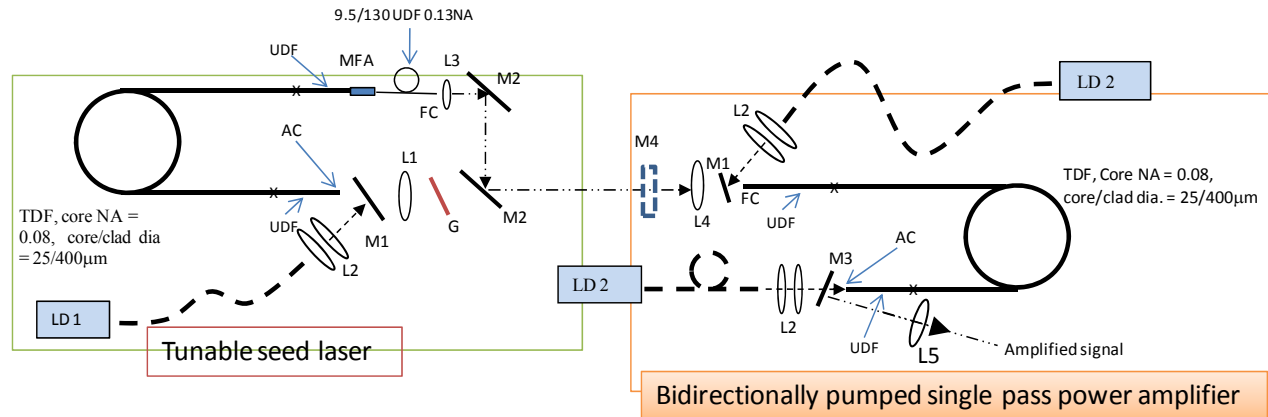 9.5/130 UDF 0.13NA
UDF
MFA
L3
M2
FC
AC
L1
TDF, core NA =
0.08, core/clad dia
= 25/400μm
UDF
M1
G
M2
L2
LD 1
Tunable seed laser
LD 2
L2
M4
M1
FC
L4
UDF
TDF, Core NA = 0.08,
core/clad dia. = 25/400μm
AC
M3
LD 2
L2
UDF
L5
Amplified signal
Bidirectionally pumped single pass power amplifier